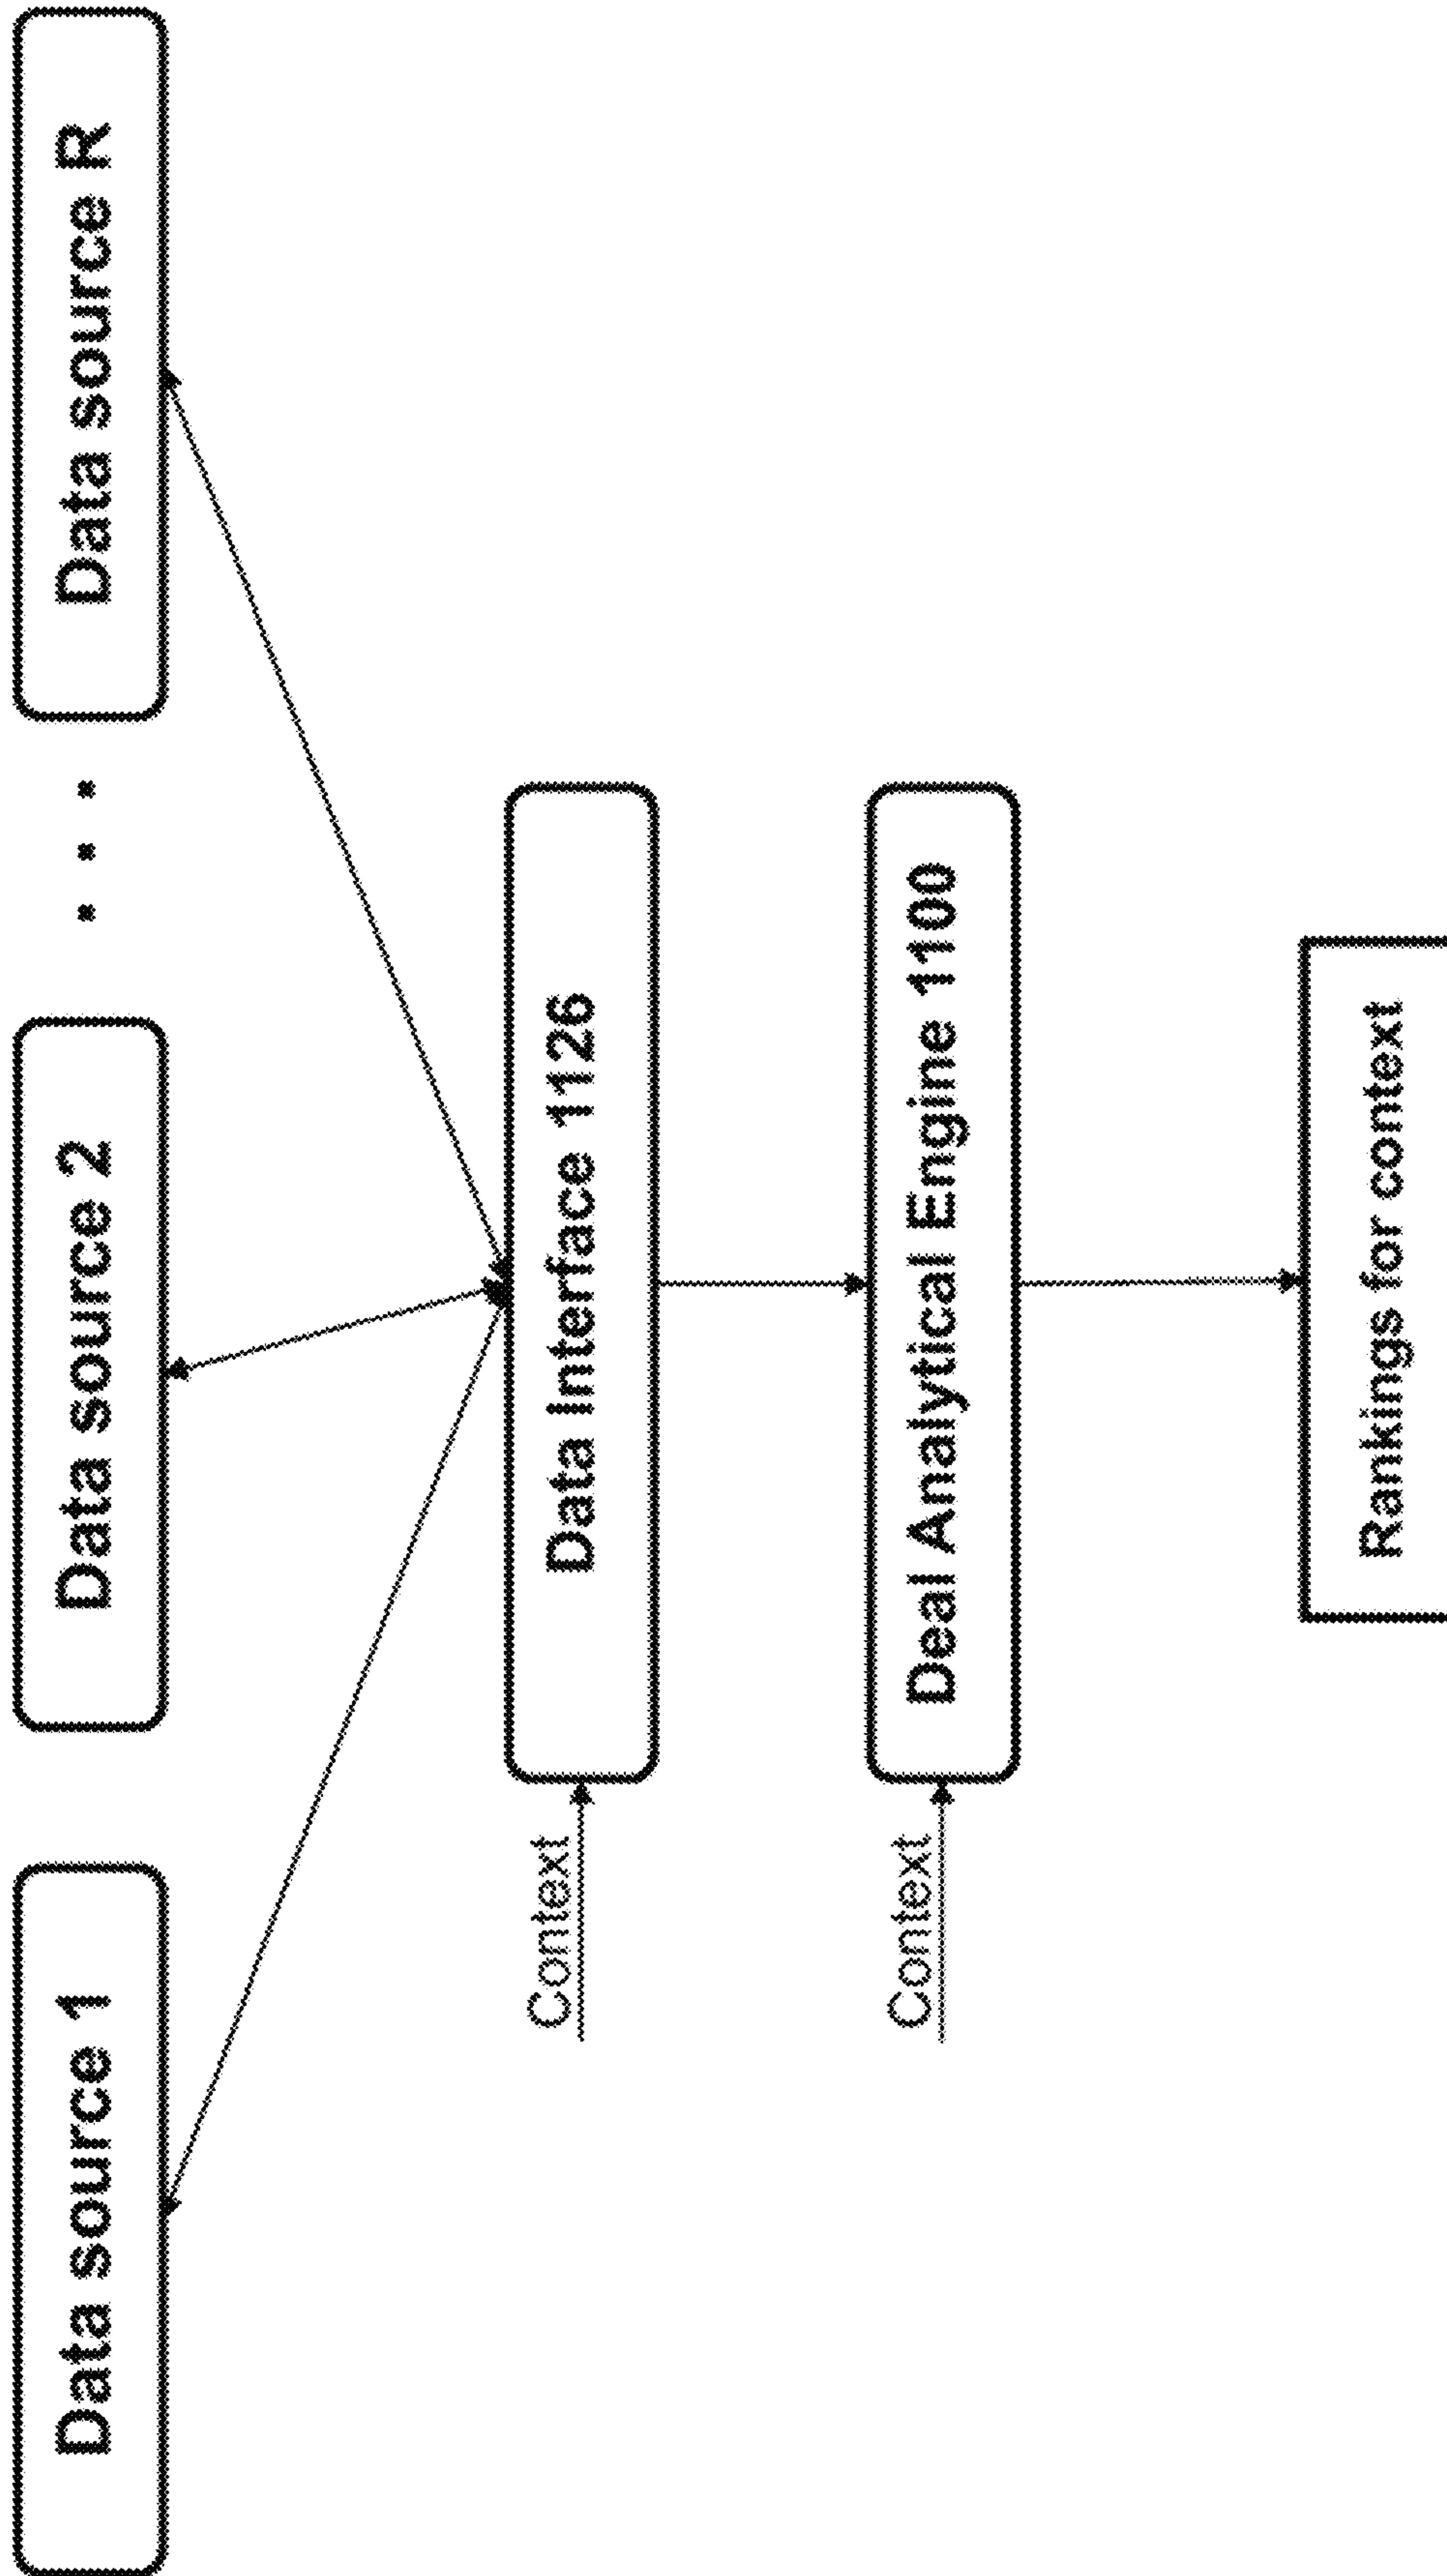 Data source 1
Data source 2
. . .
Data source R
Context
Data Interface 1126
Context
Deal Analytical Engine 1100
Rankings for context